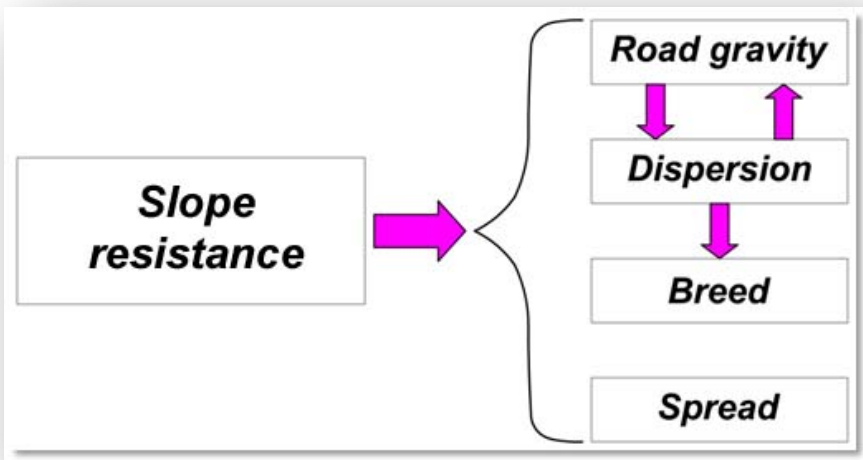 Slope
resistance
Road gravity
Dispersion
Breed
Spread